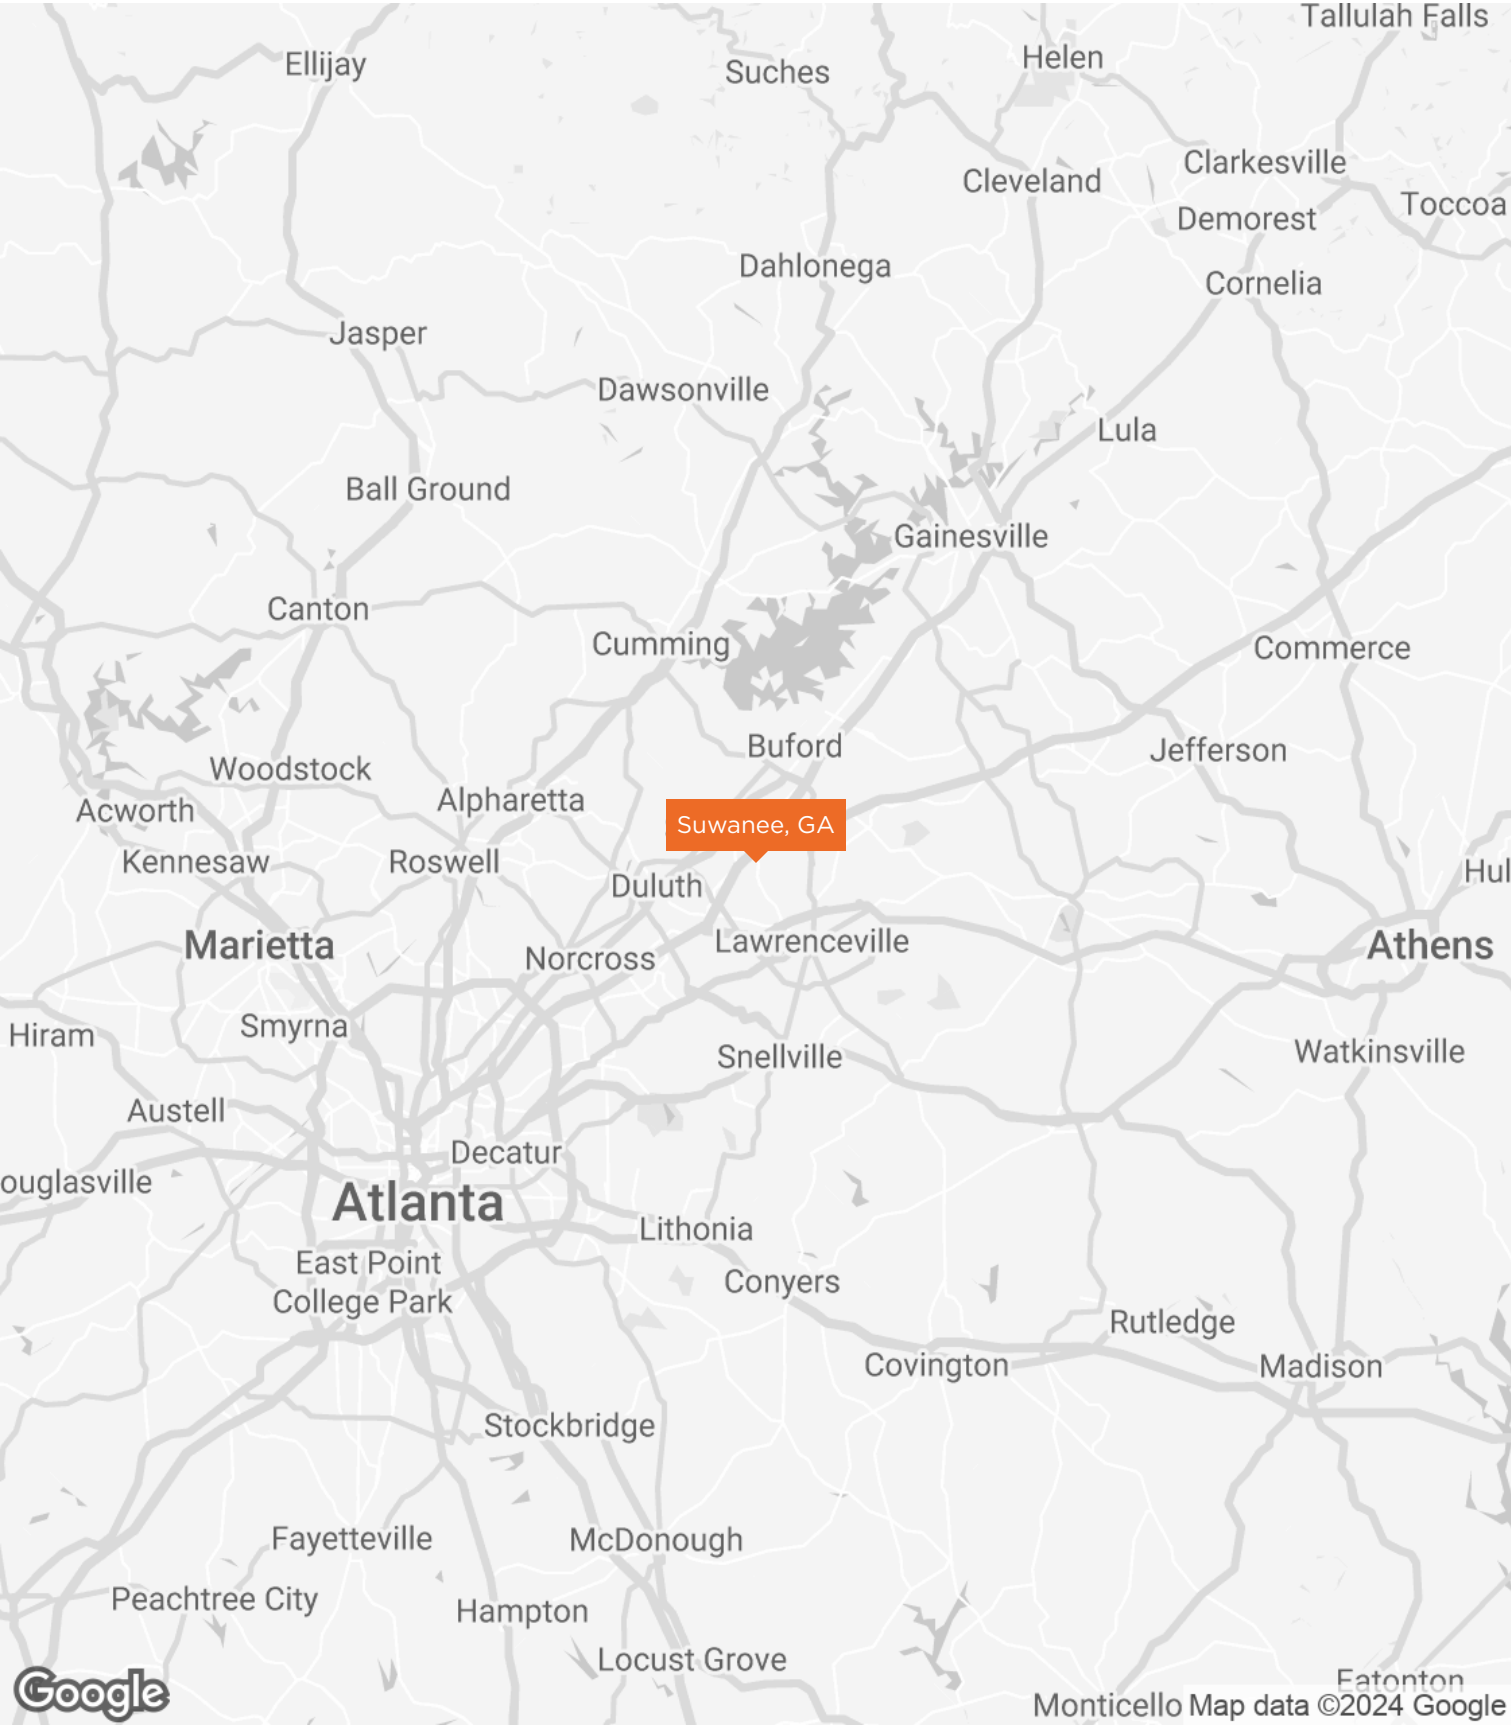 Tallulah Falls
Ellijay
Suches
Helen
Clarkesville
Cleveland
Toccoa
Demorest
Dahlonega
Cornelia
Jasper
Dawsonville
Lula
Ball Ground
Gainesville
Canton
Cumming
Commerce
Buford
Jefferson
Woodstock
Alpharetta
Acworth
Suwanee, GA
Kennesaw
Roswell
Duluth
Hul
Marietta
Lawrenceville
Athens
Norcross
Smyrna
Hiram
Snellville
Watkinsville
Austell
Decatur
ouglasville
Atlanta
Lithonia
East Point
Conyers
College Park
Rutledge
Covington
Madison
Stockbridge
Fayetteville
McDonough
Peachtree City
Hampton
Locust Grove
Eatonton
Google
Monticello
Map data ©2024 Google